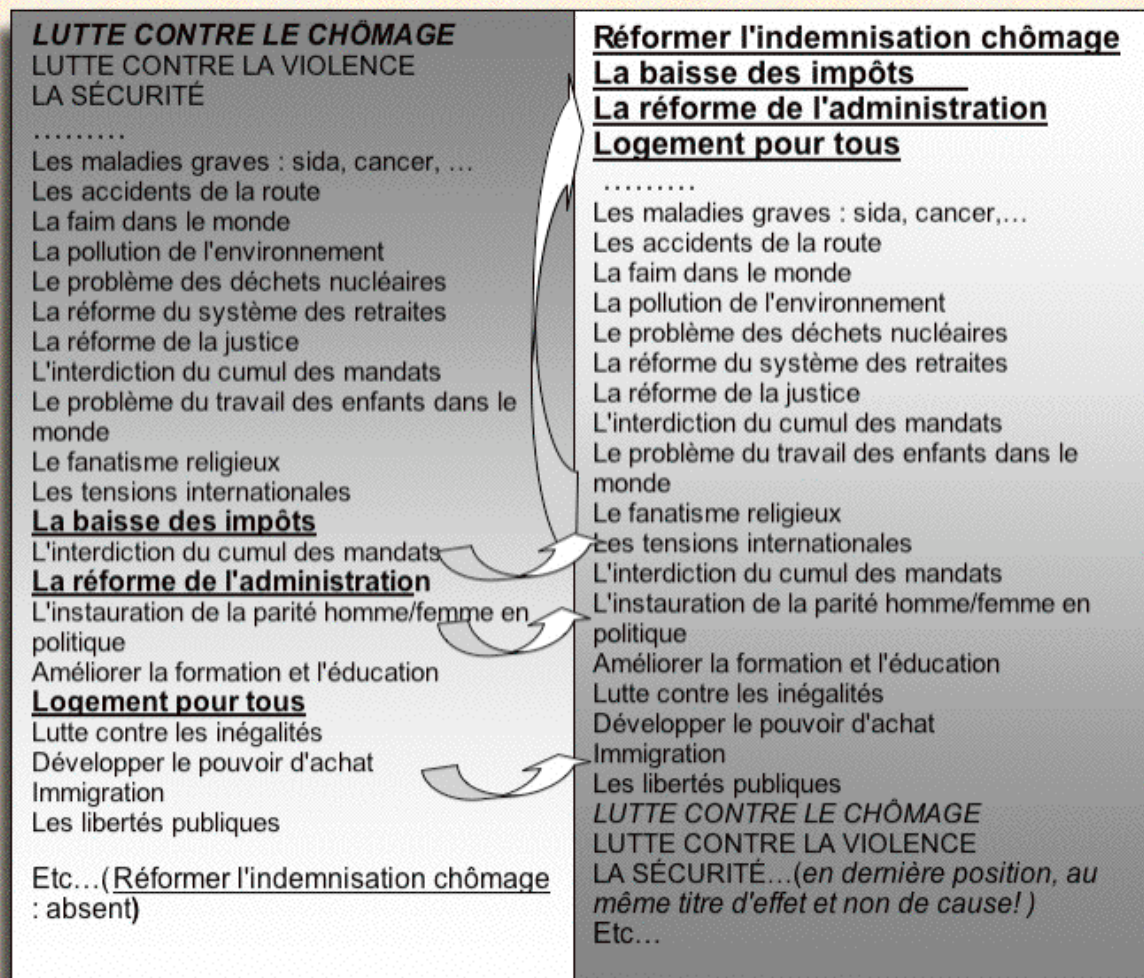 LUTTE CONTRE LE CHÔMAGE
LUTTE CONTRE LA VIOLENCE
LA SÉCURITÉ
.........
Les maladies graves : sida, cancer, ...
Les accidents de la route
La faim dans le monde
La pollution de l'environnement
Le problème des déchets nucléaires
La réforme du système des retraites
La réforme de la justice
L'interdiction du cumul des mandats
Le problème du travail des enfants dans le
monde
Le fanatisme religieux
Les tensions internationales
La baisse des impôts
L'interdiction du cumul des mandats
La réforme de l'administration
L'instauration de la parité homme/femme en
politique
Améliorer la formation et l'éducation
Logement pour tous
Lutte contre les inégalités
Développer le pouvoir d'achat
Immigration
Les libertés publiques
Etc...(Réformer l'indemnisation chômage
: absent)
Réformer l'indemnisation chômage
La baisse des impôts
La réforme de l'administration
Logement pour tous
.........
Les maladies graves : sida, cancer,...
Les accidents de la route
La faim dans le monde
La pollution de l'environnement
Le problème des déchets nucléaires
La réforme du système des retraites
La réforme de la justice
L'interdiction du cumul des mandats
Le problème du travail des enfants dans le
monde
Le fanatisme religieux
Les tensions internationales
L'interdiction du cumul des mandats
L'instauration de la parité homme/femme en
politique
Améliorer la formation et l'éducation
Lutte contre les inégalités
Développer le pouvoir d'achat
Immigration
Les libertés publiques
LUTTE CONTRE LE CHÔMAGE
LUTTE CONTRE LA VIOLENCE
LA SÉCURITÉ...(en dernière position, au
même titre d'effet et non de cause! )
Etc...